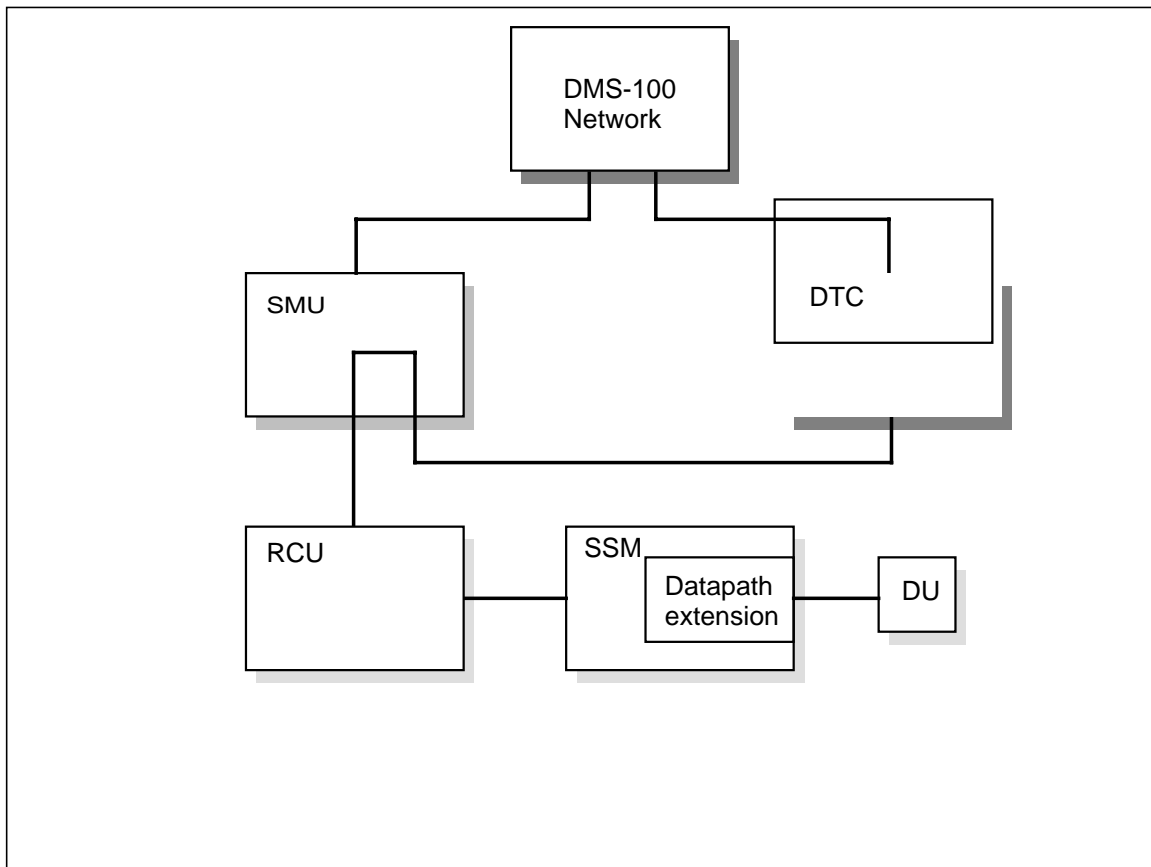 DMS-100
Network
SMU
DTC
RCU
SSM
Datapath
extension
DU